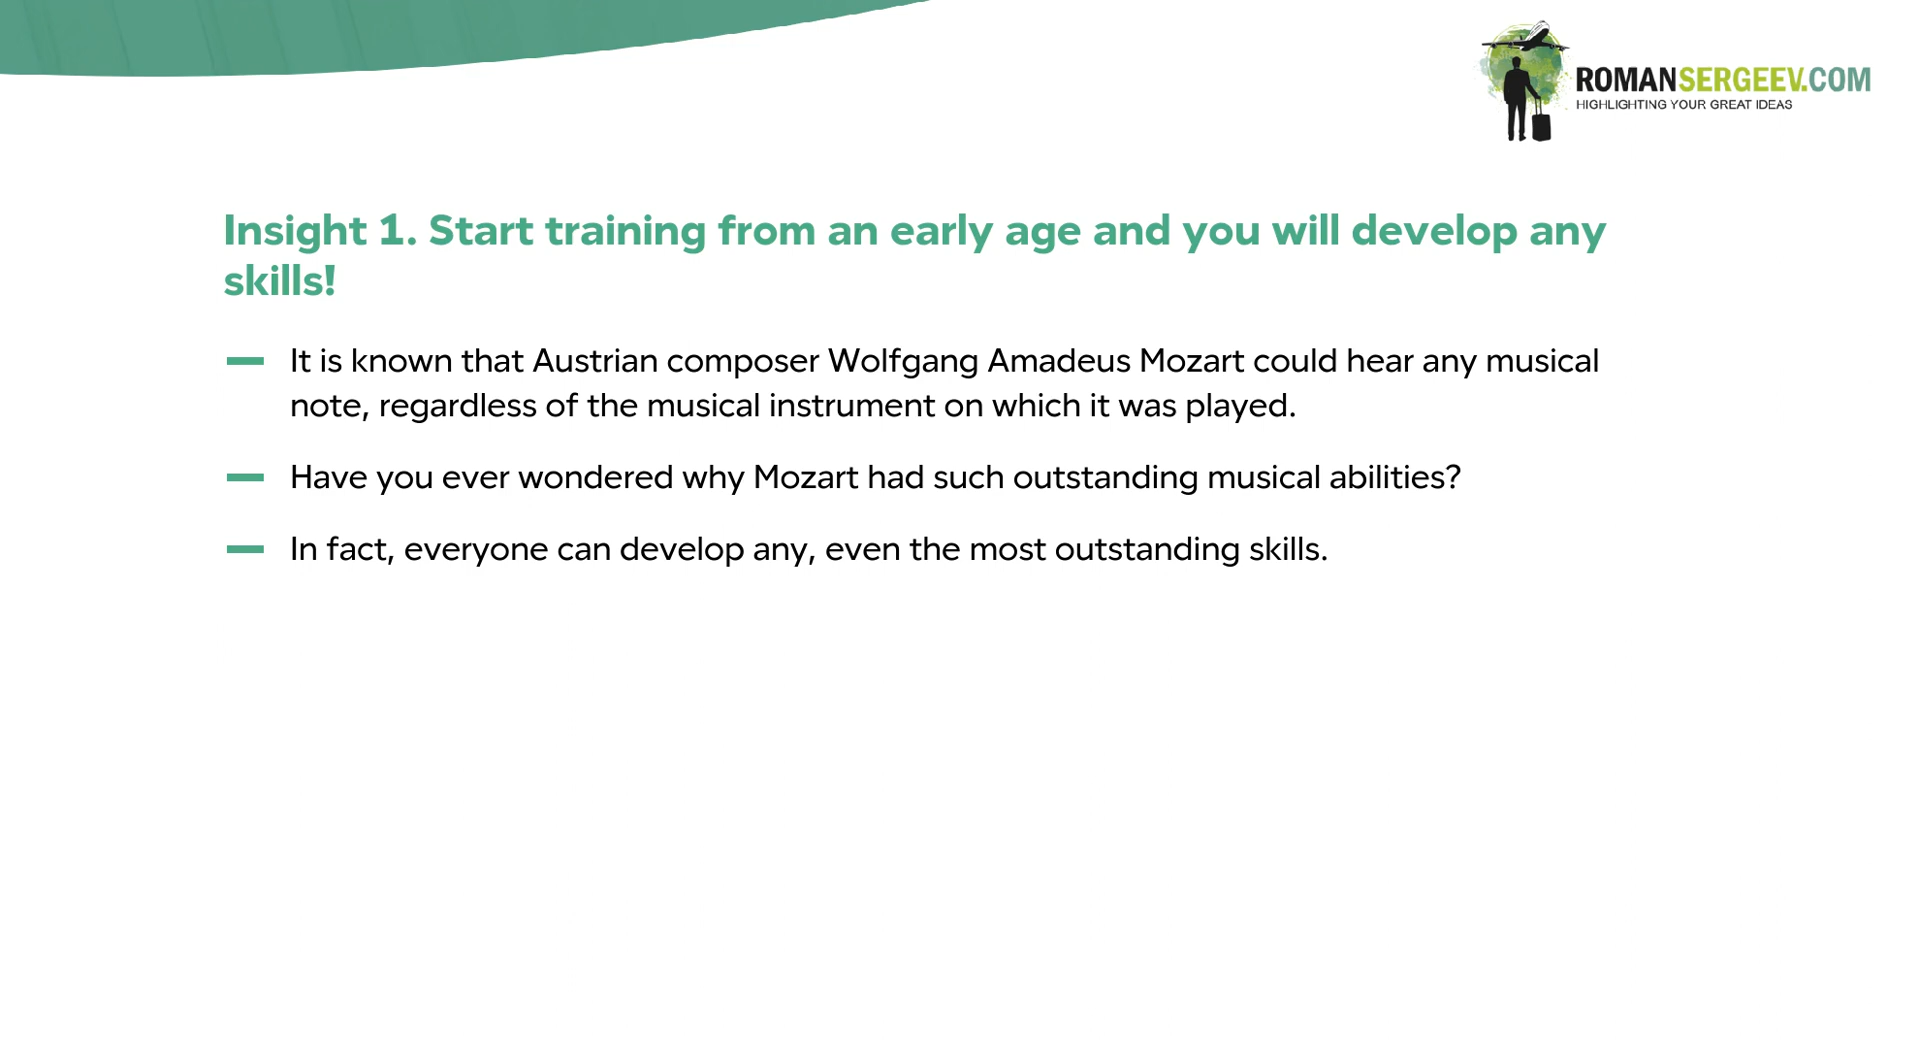 ROMANSERGEEV.COM
HIGHLIGHTING YOUR GREAT IDEAS
Insight 1. Start training from an early age and you will develop any
skills!
It is known that Austrian composer Wolfgang Amadeus Mozart could hear any musical
note, regardless of the musical instrument on which it was played.
Have you ever wondered why Mozart had such outstanding musical abilities?
In fact, everyone can develop any, even the most outstanding skills.